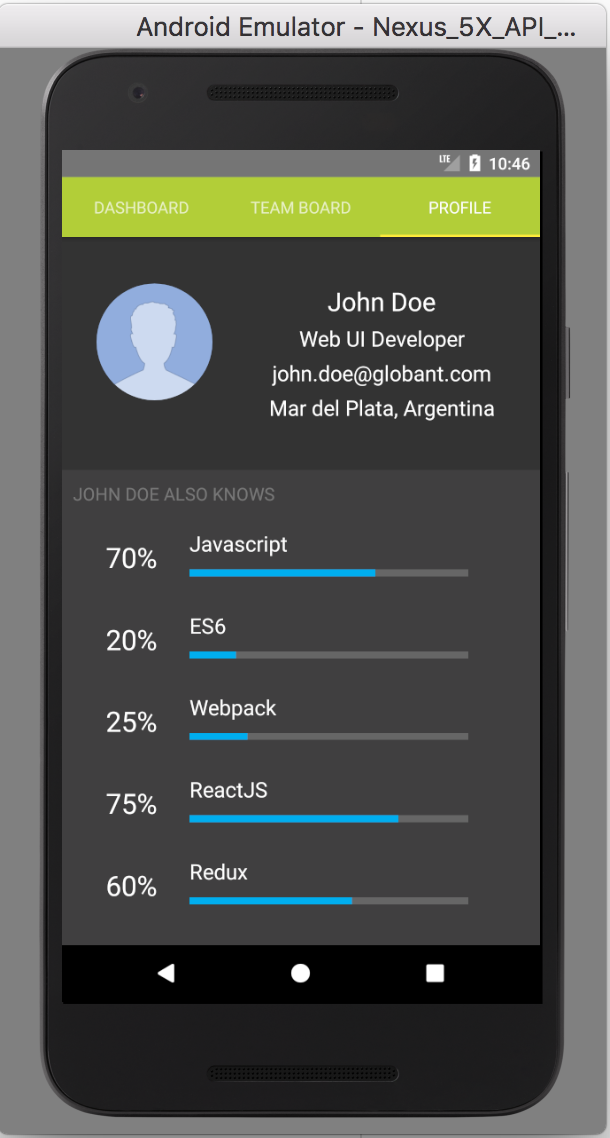 Android Emulator - Nexus_5X_API_...
LTE 10:46
DASHBOARD TEAM BOARD PROFILE
John Doe
Web UI Developer
john.doe@globant.com
Mar del Plata, Argentina
JOHN DOE ALSO KNOWS
70% Javascript
20% ES6
25% Webpack
75% ReactJS
60% Redux